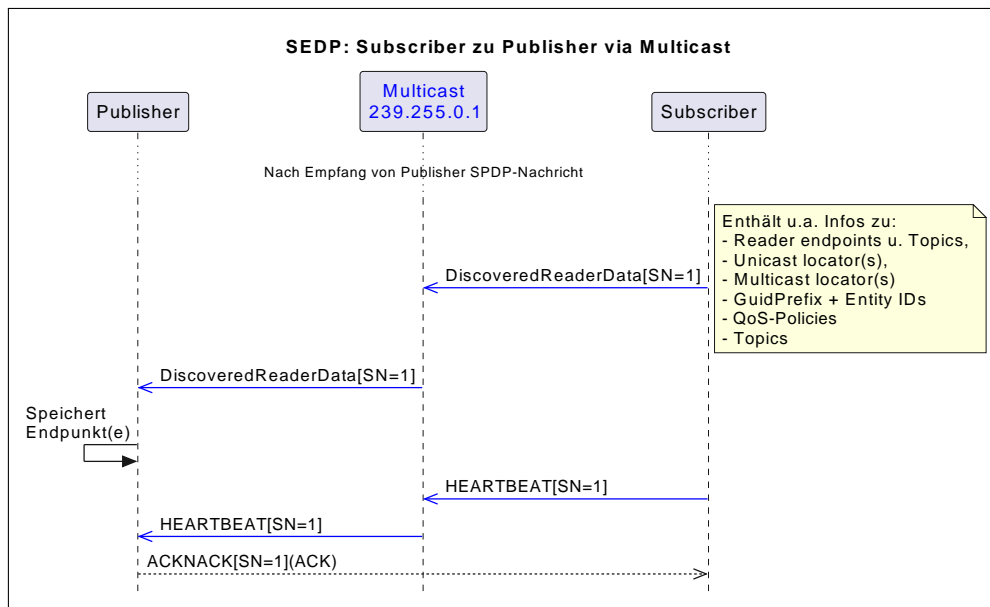 SEDP: Subscriber zu Publisher via Multicast
Publisher
Multicast
239.255.0.1
Subscriber
Nach Empfang von Publisher SPDP-Nachricht
Enthält u.a. Infos zu:
- Reader endpoints u. Topics,
- Unicast locator(s),
- Multicast locator(s)
- GuidPrefix + Entity IDs
- QoS-Policies
- Topics
DiscoveredReaderData[SN=1]
DiscoveredReaderData[SN=1]
Speichert
Endpunkt(e)
HEARTBEAT[SN=1]
HEARTBEAT[SN=1]
ACKNACK[SN=1](ACK)